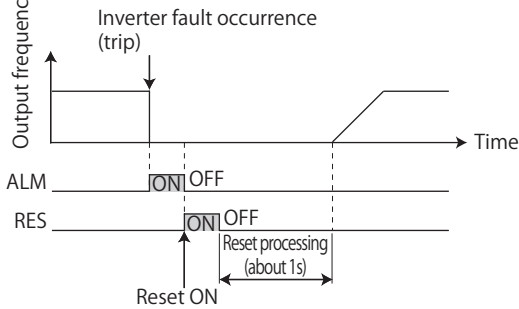 Inverter fault occurrence
(trip)
Output frequency
Time
ALM
ON
OFF
RES
ON
OFF
Reset processing
(about 1s)
Reset ON